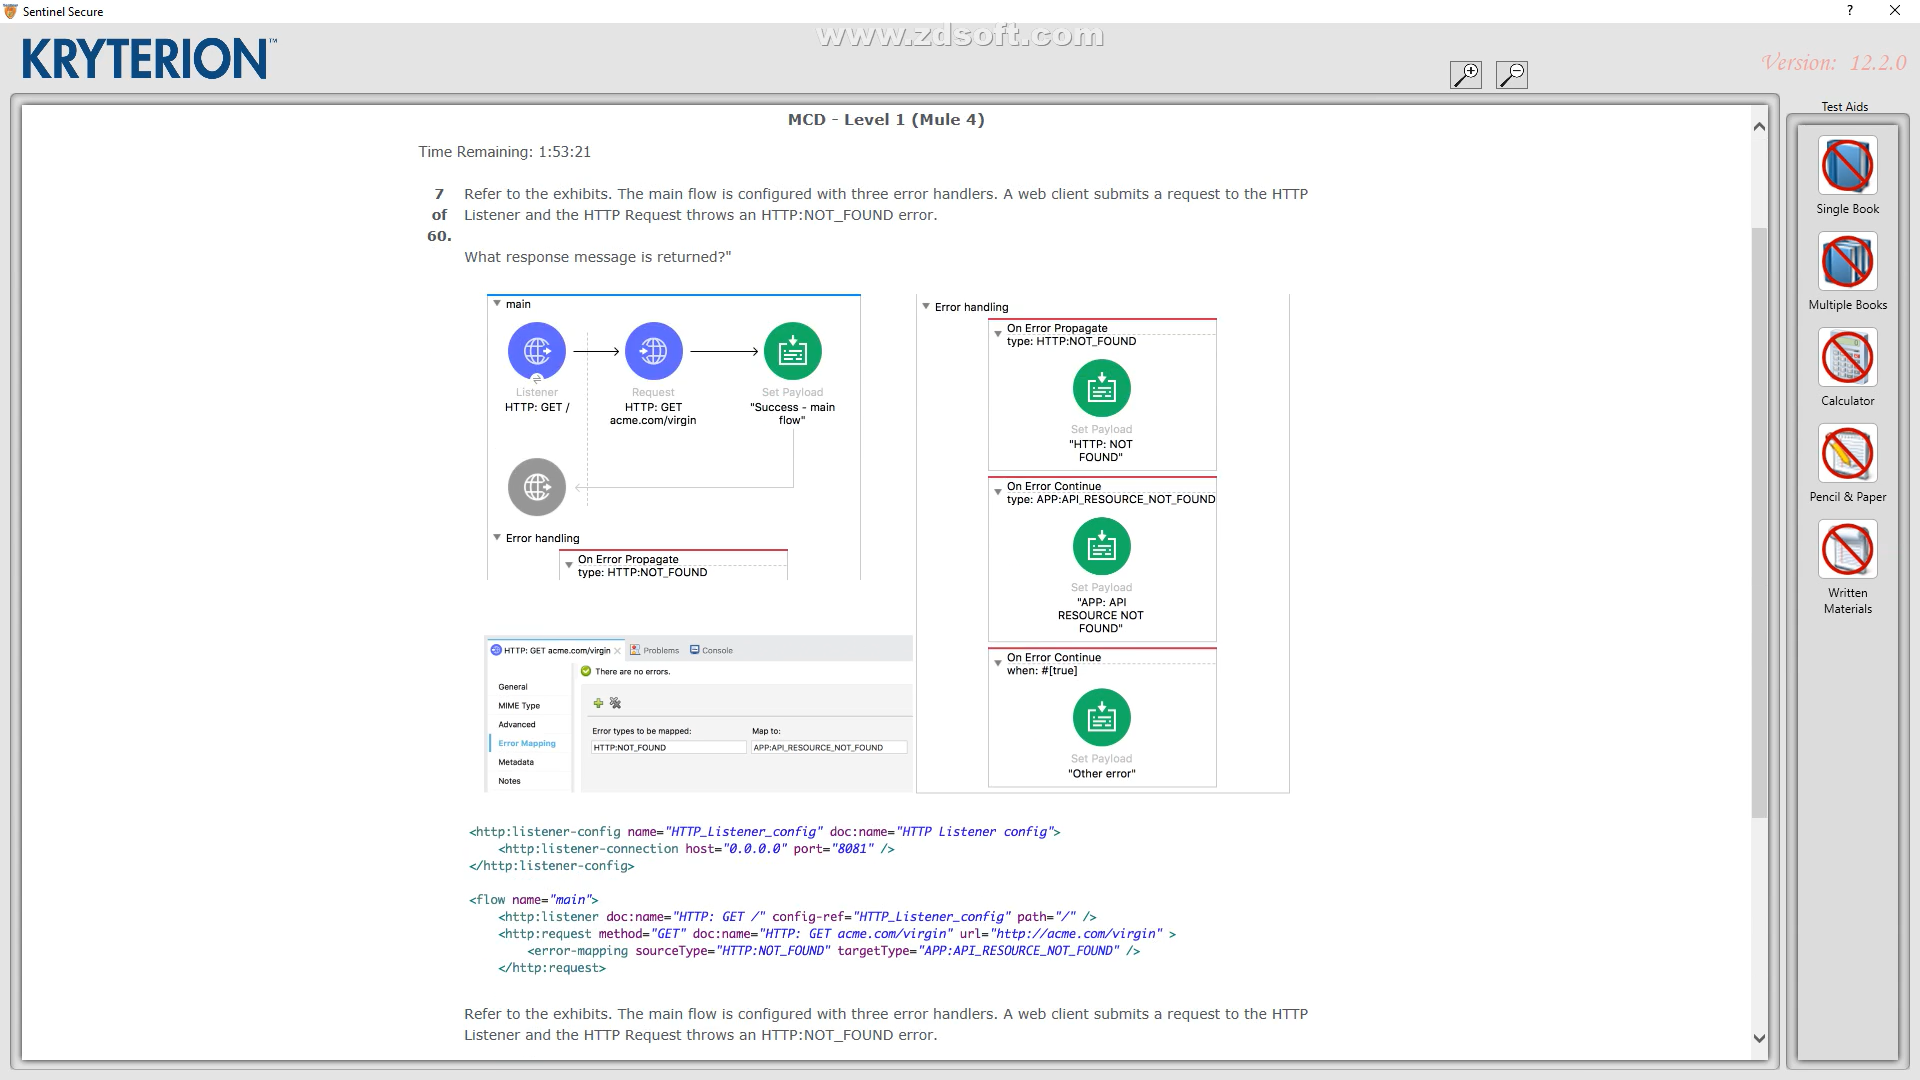 Sentinel Secure
?
www.zdsoft.com
KRYTERION™
Version: 12.2.0
MCD - Level 1 (Mule 4)
Time Remaining: 1:53:21
7 Refer to the exhibits. The main flow is configured with three error handlers. A web client submits a request to the HTTP
of Listener and the HTTP Request throws an HTTP:NOT_FOUND error.
60.
What response message is returned?"
main
Listener
HTTP: GET /
Request
HTTP: GET
acme.com/virgin
Set Payload
"Success - main
flow"
Error handling
On Error Propagate
type: HTTP:NOT_FOUND
Error handling
On Error Propagate
type: HTTP:NOT_FOUND
Set Payload
"HTTP: NOT
FOUND"
On Error Continue
type: APP:API_RESOURCE_NOT_FOUND
Set Payload
"APP: API
RESOURCE NOT
FOUND"
On Error Continue
when: #[true]
Set Payload
"Other error"
HTTP: GET acme.com/virgin Problems Console
There are no errors.
General
MIME Type
Advanced
Error Mapping
Metadata
Notes
Error types to be mapped: Map to:
HTTP:NOT_FOUND APP:API_RESOURCE_NOT_FOUND
<http:listener-config name="HTTP_Listener_config" doc:name="HTTP Listener config">
<http:listener-connection host="0.0.0.0" port="8081" />
</http:listener-config>
<flow name="main">
<http:listener doc:name="HTTP: GET /" config-ref="HTTP_Listener_config" path="/" />
<http:request method="GET" doc:name="HTTP: GET acme.com/virgin" url="http://acme.com/virgin" >
<error-mapping sourceType="HTTP:NOT_FOUND" targetType="APP:API_RESOURCE_NOT_FOUND" />
</http:request>
Refer to the exhibits. The main flow is configured with three error handlers. A web client submits a request to the HTTP
Listener and the HTTP Request throws an HTTP:NOT_FOUND error.
Test Aids
Single Book
Multiple Books
Calculator
Pencil & Paper
Written
Materials